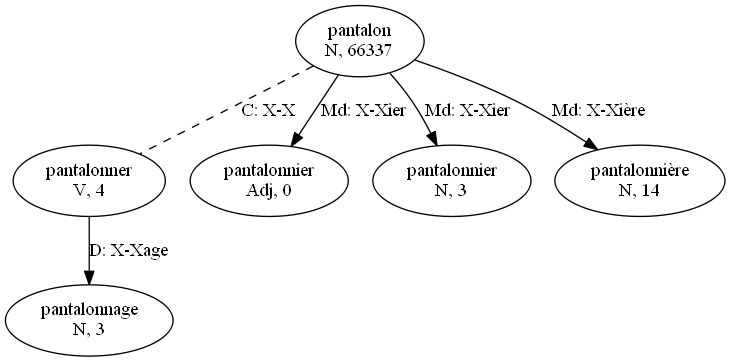 pantalon
N, 66337
C: X-X
Md: X-Xier
Md: X-Xier
Md: X-Xière
pantalonner
V, 4
pantalonnier
Adj, 0
pantalonnier
N, 3
pantalonnière
N, 14
D: X-Xage
pantalonnage
N, 3